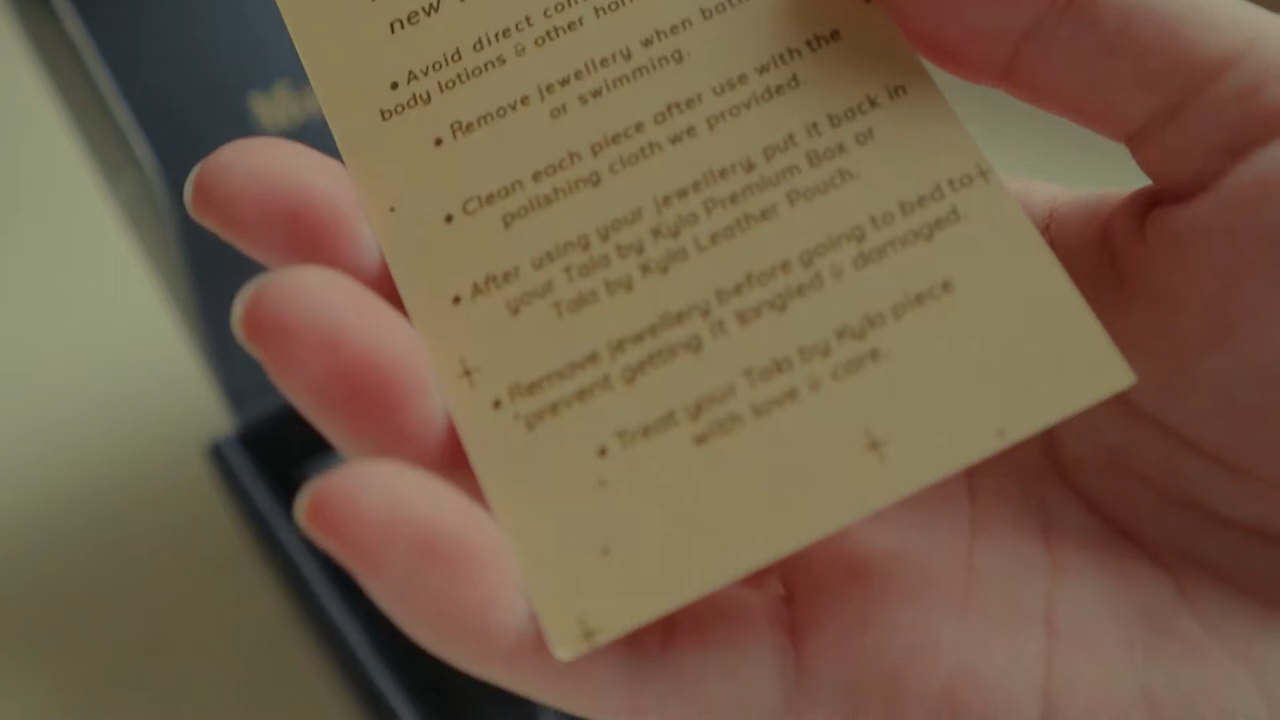 new
• Avoid direct
body lotions & other
• Remove jewellery when
or swimming.
• Clean each piece after use with the
polishing cloth we provided.
• After using your jewellery, put it back in
your Tala by Kyla Premium Box or
Tala by Kyla Leather Pouch.
• Remove jewellery before going to bed to
prevent getting it tangled & damaged.
• Treat your Tala by Kyla piece
with love & care.